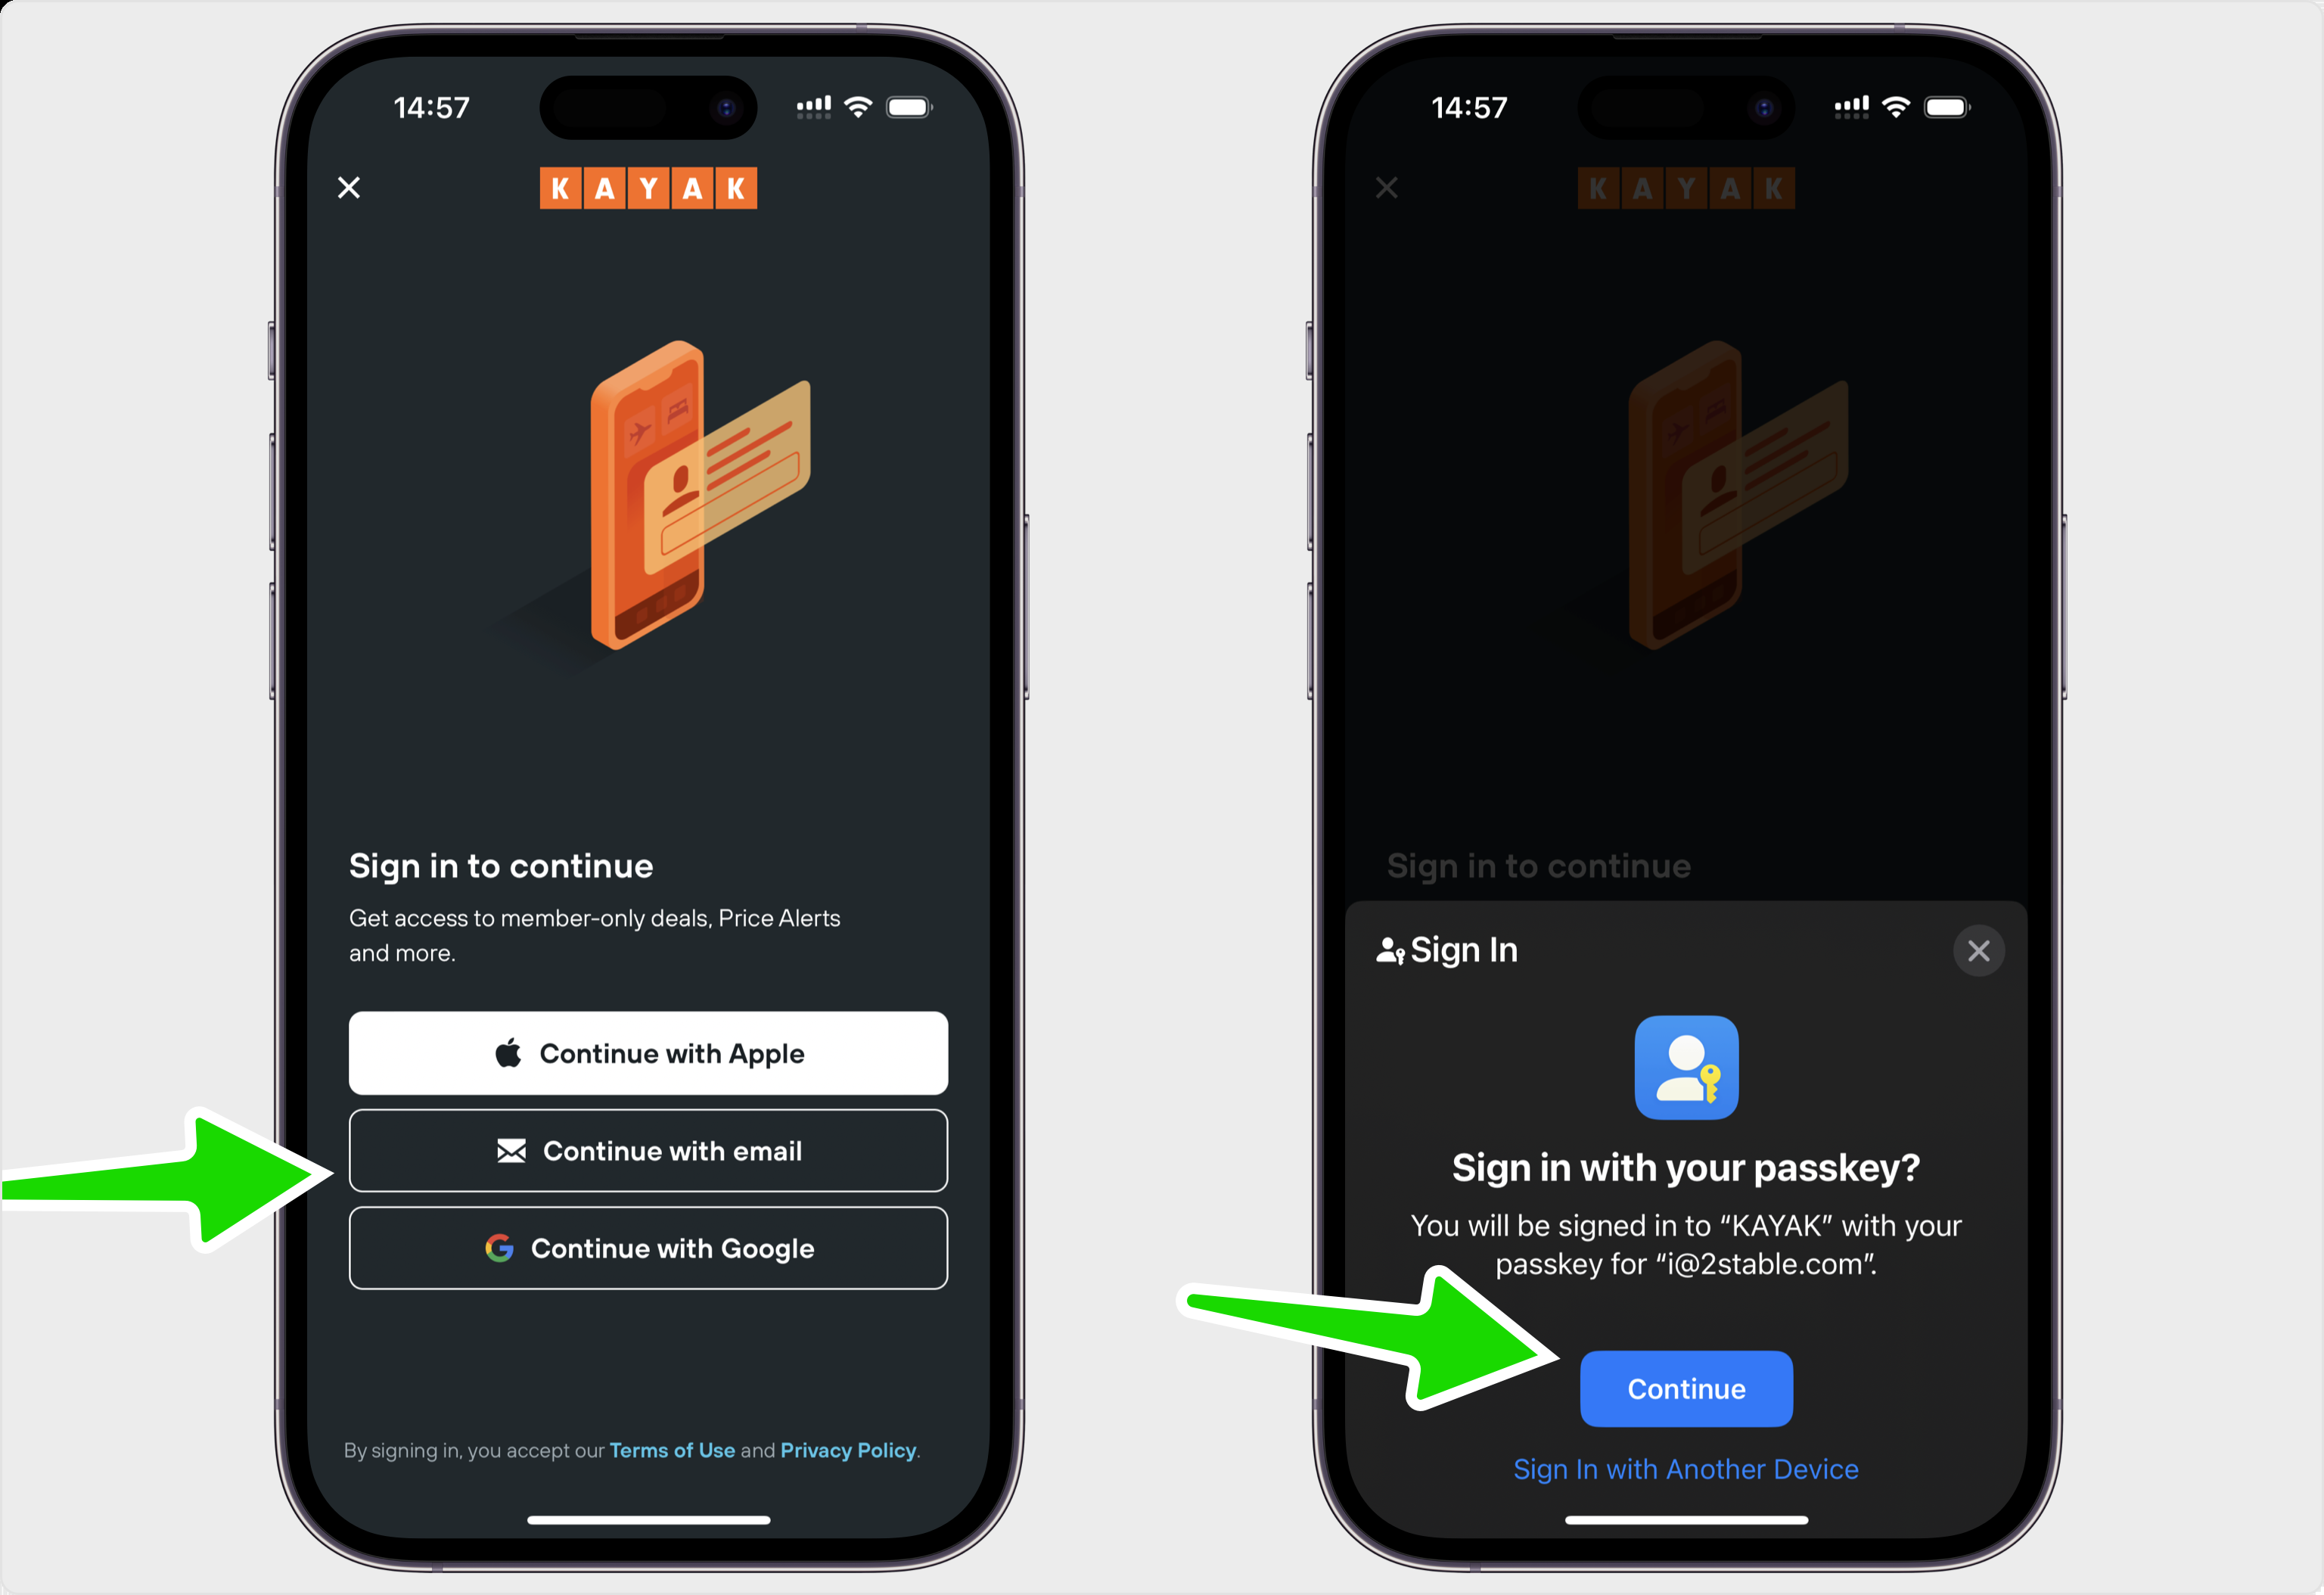 14:57
KAYAK
Sign in to continue
Get access to member-only deals, Price Alerts
and more.
Continue with Apple
Continue with email
Continue with Google
By signing in, you accept our Terms of Use and Privacy Policy.
14:57
KAYAK
Sign in to continue
Sign In
Sign in with your passkey?
You will be signed in to “KAYAK” with your
passkey for “i@2stable.com”.
Continue
Sign In with Another Device